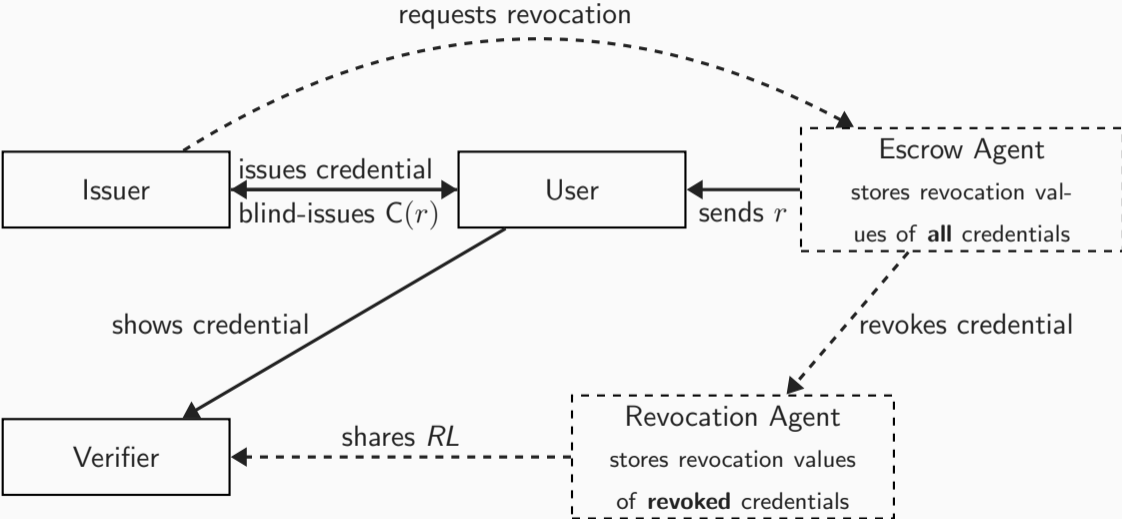 requests revocation
Issuer
issues credential
blind-issues C(r)
User
sends r
Escrow Agent
stores revocation val-
ues of all credentials
shows credential
revokes credential
Verifier
shares RL
Revocation Agent
stores revocation values
of revoked credentials